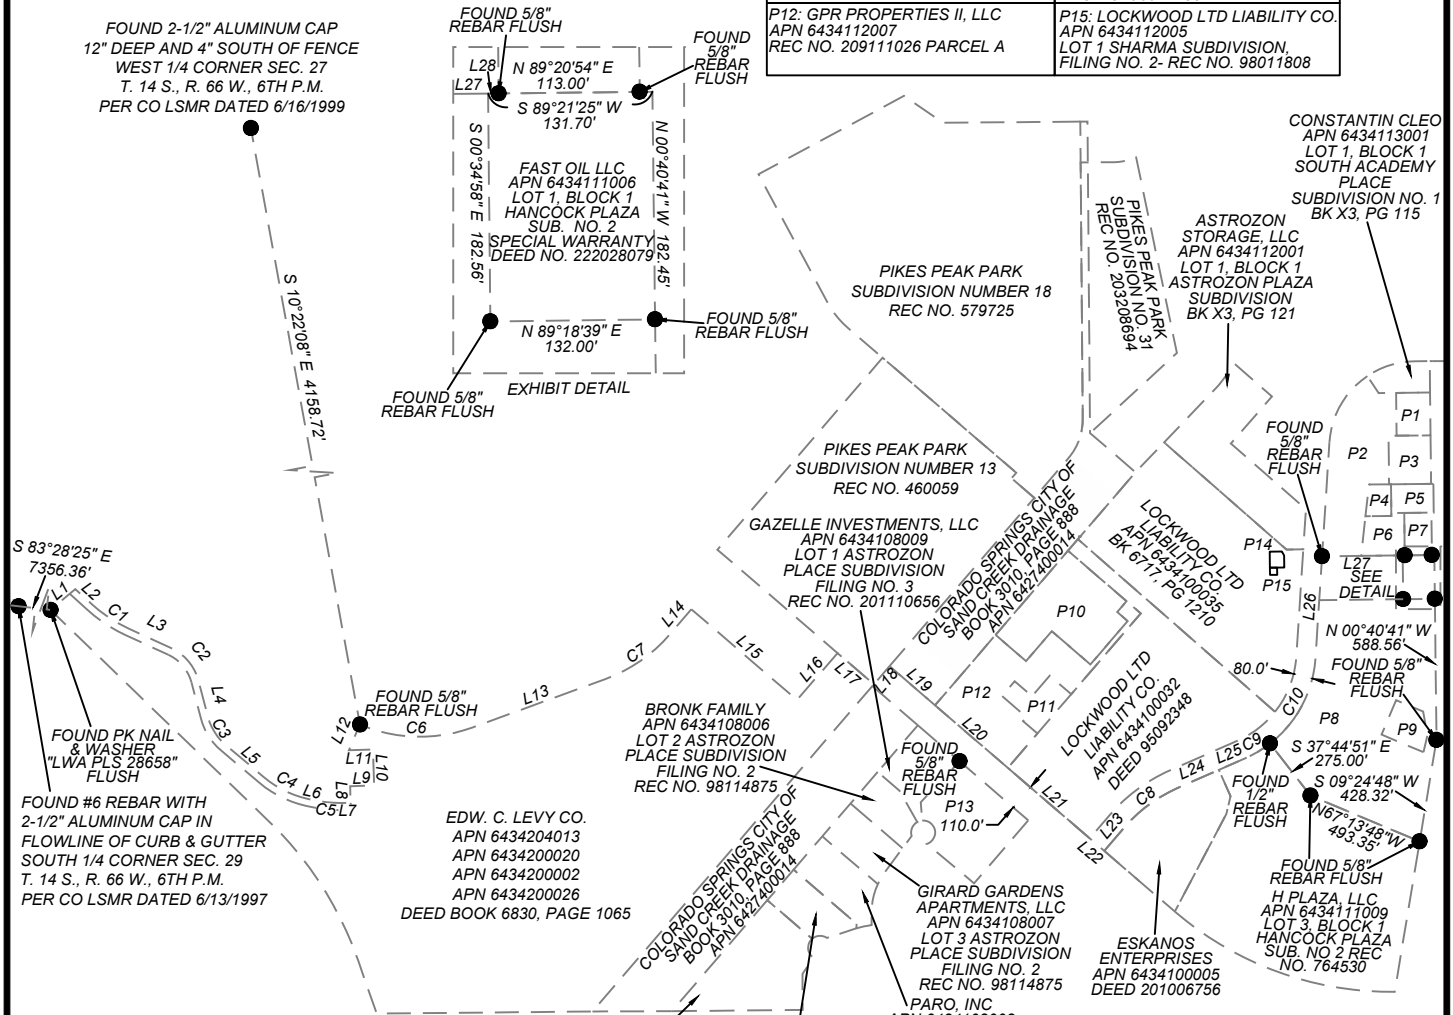 P12: GPR PROPERTIES II, LLC
APN 6434112007
REC NO. 209111026 PARCEL A
P15: LOCKWOOD LTD LIABILITY CO.
APN 6434112005
LOT 1 SHARMA SUBDIVISION,
FILING NO. 2- REC NO. 98011808
FOUND 2-1/2" ALUMINUM CAP
12" DEEP AND 4" SOUTH OF FENCE
WEST 1/4 CORNER SEC. 27
T. 14 S., R. 66 W., 6TH P.M.
PER CO LSMR DATED 6/16/1999
FOUND 5/8"
REBAR FLUSH
FOUND
5/8"
REBAR
FLUSH
L28
L27
N 89°20'54" E
113.00'
S 89°21'25" W
131.70'
S 00°34'58" E 182.56'
N 00°40'41" W 182.45'
FAST OIL LLC
APN 6434111006
LOT 1, BLOCK 1
HANCOCK PLAZA
SUB. NO. 2
SPECIAL WARRANTY
DEED NO. 222028079
N 89°18'39" E
132.00'
FOUND 5/8"
REBAR FLUSH
FOUND 5/8"
REBAR FLUSH
EXHIBIT DETAIL
S 10°22'08" E 4158.72'
CONSTANTIN CLEO
APN 6434113001
LOT 1, BLOCK 1
SOUTH ACADEMY
PLACE
SUBDIVISION NO. 1
BK X3, PG 115
ASTROZON
STORAGE, LLC
APN 6434112001
LOT 1, BLOCK 1
ASTROZON PLAZA
SUBDIVISION
BK X3, PG 121
PIKES PEAK PARK
SUBDIVISION NO. 31
REC NO. 203208694
PIKES PEAK PARK
SUBDIVISION NUMBER 18
REC NO. 579725
PIKES PEAK PARK
SUBDIVISION NUMBER 13
REC NO. 460059
FOUND
5/8"
REBAR
FLUSH
P1
P2
P3
P4
P5
P6
P7
L27
SEE
DETAIL
P14
P15
L26
N 00°40'41" W
588.56'
FOUND 5/8"
REBAR
FLUSH
80.0'
C10
P8
P9
GAZELLE INVESTMENTS, LLC
APN 6434108009
LOT 1 ASTROZON
PLACE SUBDIVISION
FILING NO. 3
REC NO. 201110656
COLORADO SPRINGS CITY OF
SAND CREEK DRAINAGE
BOOK 3010, PAGE 888
APN 6427400014
LOCKWOOD LTD
LIABILITY CO.
APN 6434100035
BK 6717, PG 1210
P10
P11
P12
LOCKWOOD LTD
LIABILITY CO.
APN 6434100032
DEED 95092348
S 83°28'25" E
7356.36'
L1
L2
C1
L3
C2
L4
C3
L5
C4
L6
C5
L7
L8
L9
L10
L11
L12
FOUND 5/8"
REBAR FLUSH
C6
L13
C7
L14
L15
L16
L17
L18
L19
L20
L21
L22
L23
C8
L24
L25
C9
FOUND PK NAIL
& WASHER
"LWA PLS 28658"
FLUSH
FOUND #6 REBAR WITH
2-1/2" ALUMINUM CAP IN
FLOWLINE OF CURB & GUTTER
SOUTH 1/4 CORNER SEC. 29
T. 14 S., R. 66 W., 6TH P.M.
PER CO LSMR DATED 6/13/1997
EDW. C. LEVY CO.
APN 6434204013
APN 6434200020
APN 6434200002
APN 6434200026
DEED BOOK 6830, PAGE 1065
BRONK FAMILY
APN 6434108006
LOT 2 ASTROZON
PLACE SUBDIVISION
FILING NO. 2
REC NO. 98114875
COLORADO SPRINGS CITY OF
SAND CREEK DRAINAGE
BOOK 3010, PAGE 888
APN 6427400014
FOUND
5/8"
REBAR
FLUSH
P13
110.0'
GIRARD GARDENS
APARTMENTS, LLC
APN 6434108007
LOT 3 ASTROZON
PLACE SUBDIVISION
FILING NO. 2
REC NO. 98114875
PARO, INC
ESKANOS
ENTERPRISES
APN 6434100005
DEED 201006756
FOUND
1/2"
REBAR
FLUSH
S 37°44'51" E
275.00'
S 09°24'48" W
428.32'
N67°13'48"W
493.35'
FOUND 5/8"
REBAR FLUSH
H PLAZA, LLC
APN 6434111009
LOT 3, BLOCK 1
HANCOCK PLAZA
SUB. NO 2 REC
NO. 764530